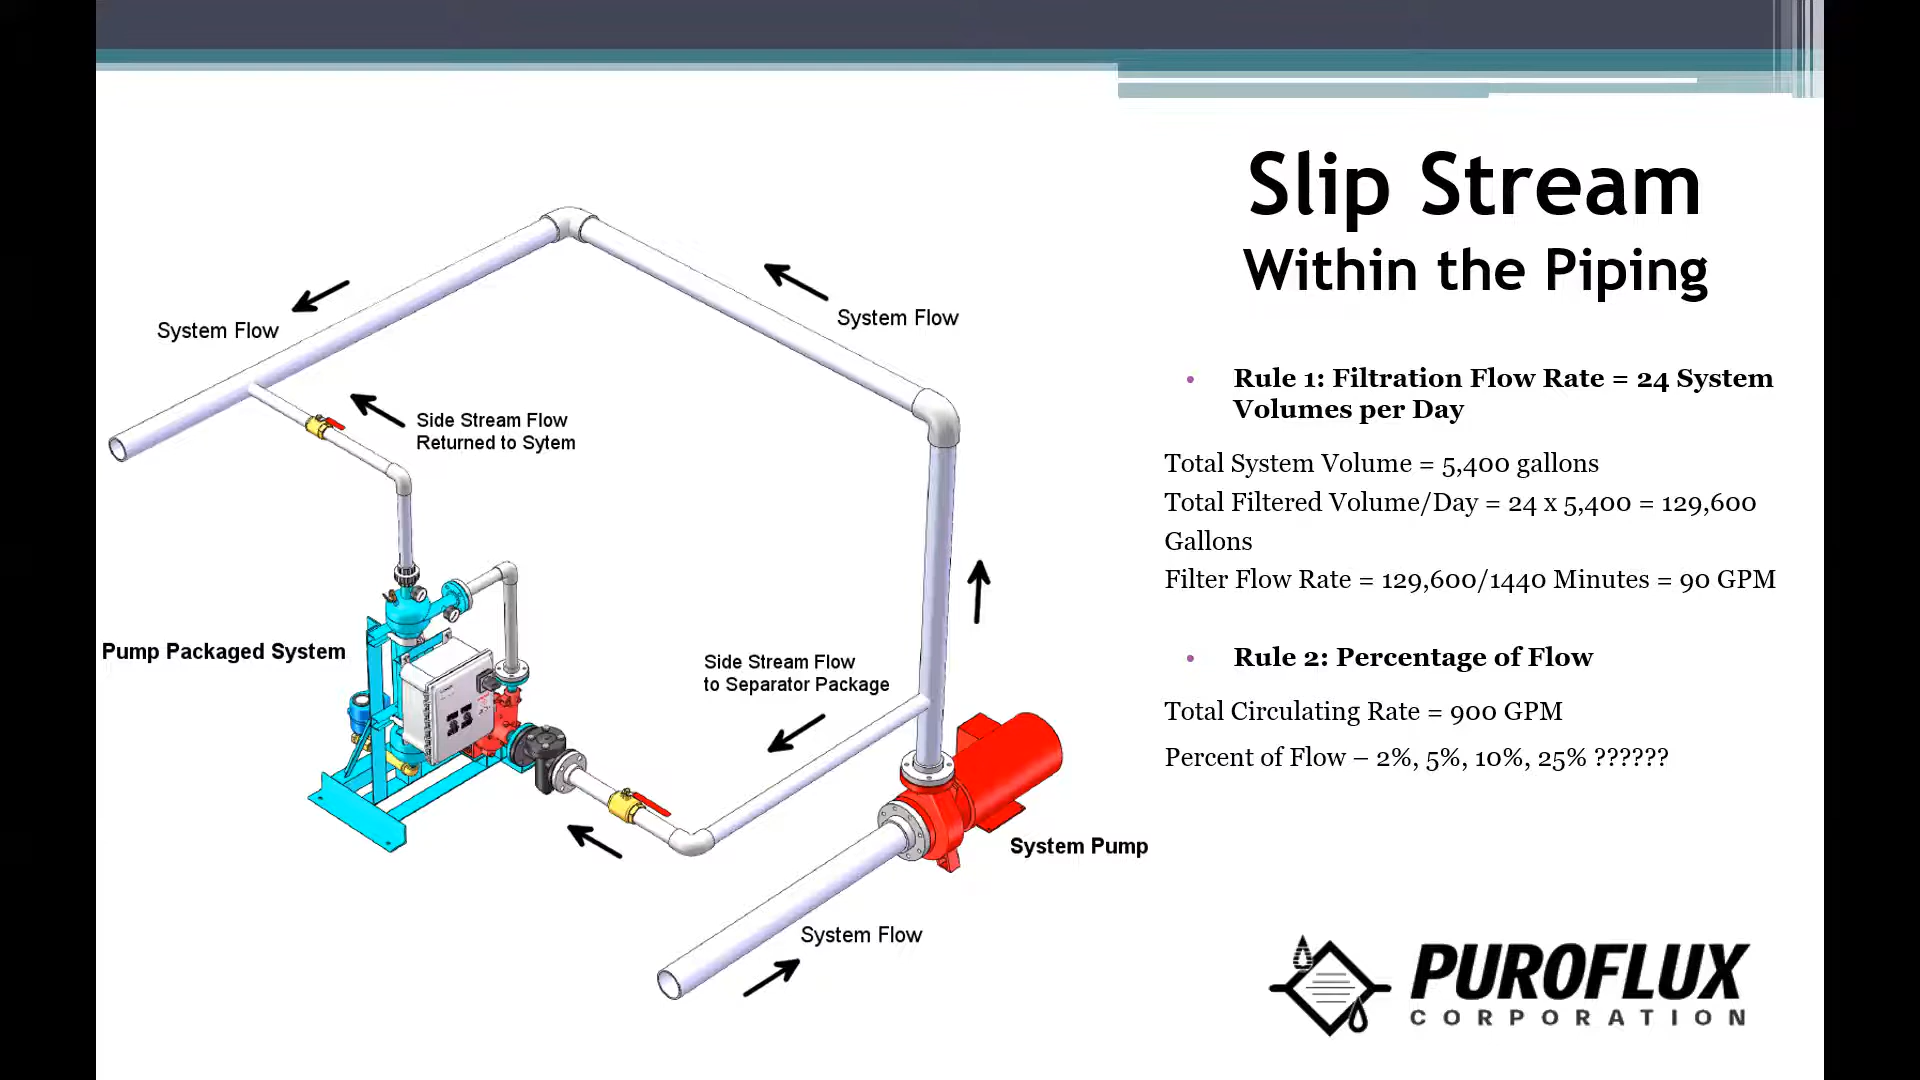 Slip Stream
Within the Piping
System Flow
System Flow
Side Stream Flow
Returned to Sytem
Pump Packaged System
Side Stream Flow
to Separator Package
System Pump
System Flow
• Rule 1: Filtration Flow Rate = 24 System
Volumes per Day
Total System Volume = 5,400 gallons
Total Filtered Volume/Day = 24 x 5,400 = 129,600
Gallons
Filter Flow Rate = 129,600/1440 Minutes = 90 GPM
• Rule 2: Percentage of Flow
Total Circulating Rate = 900 GPM
Percent of Flow – 2%, 5%, 10%, 25% ??????
PUROFLUX
CORPORATION